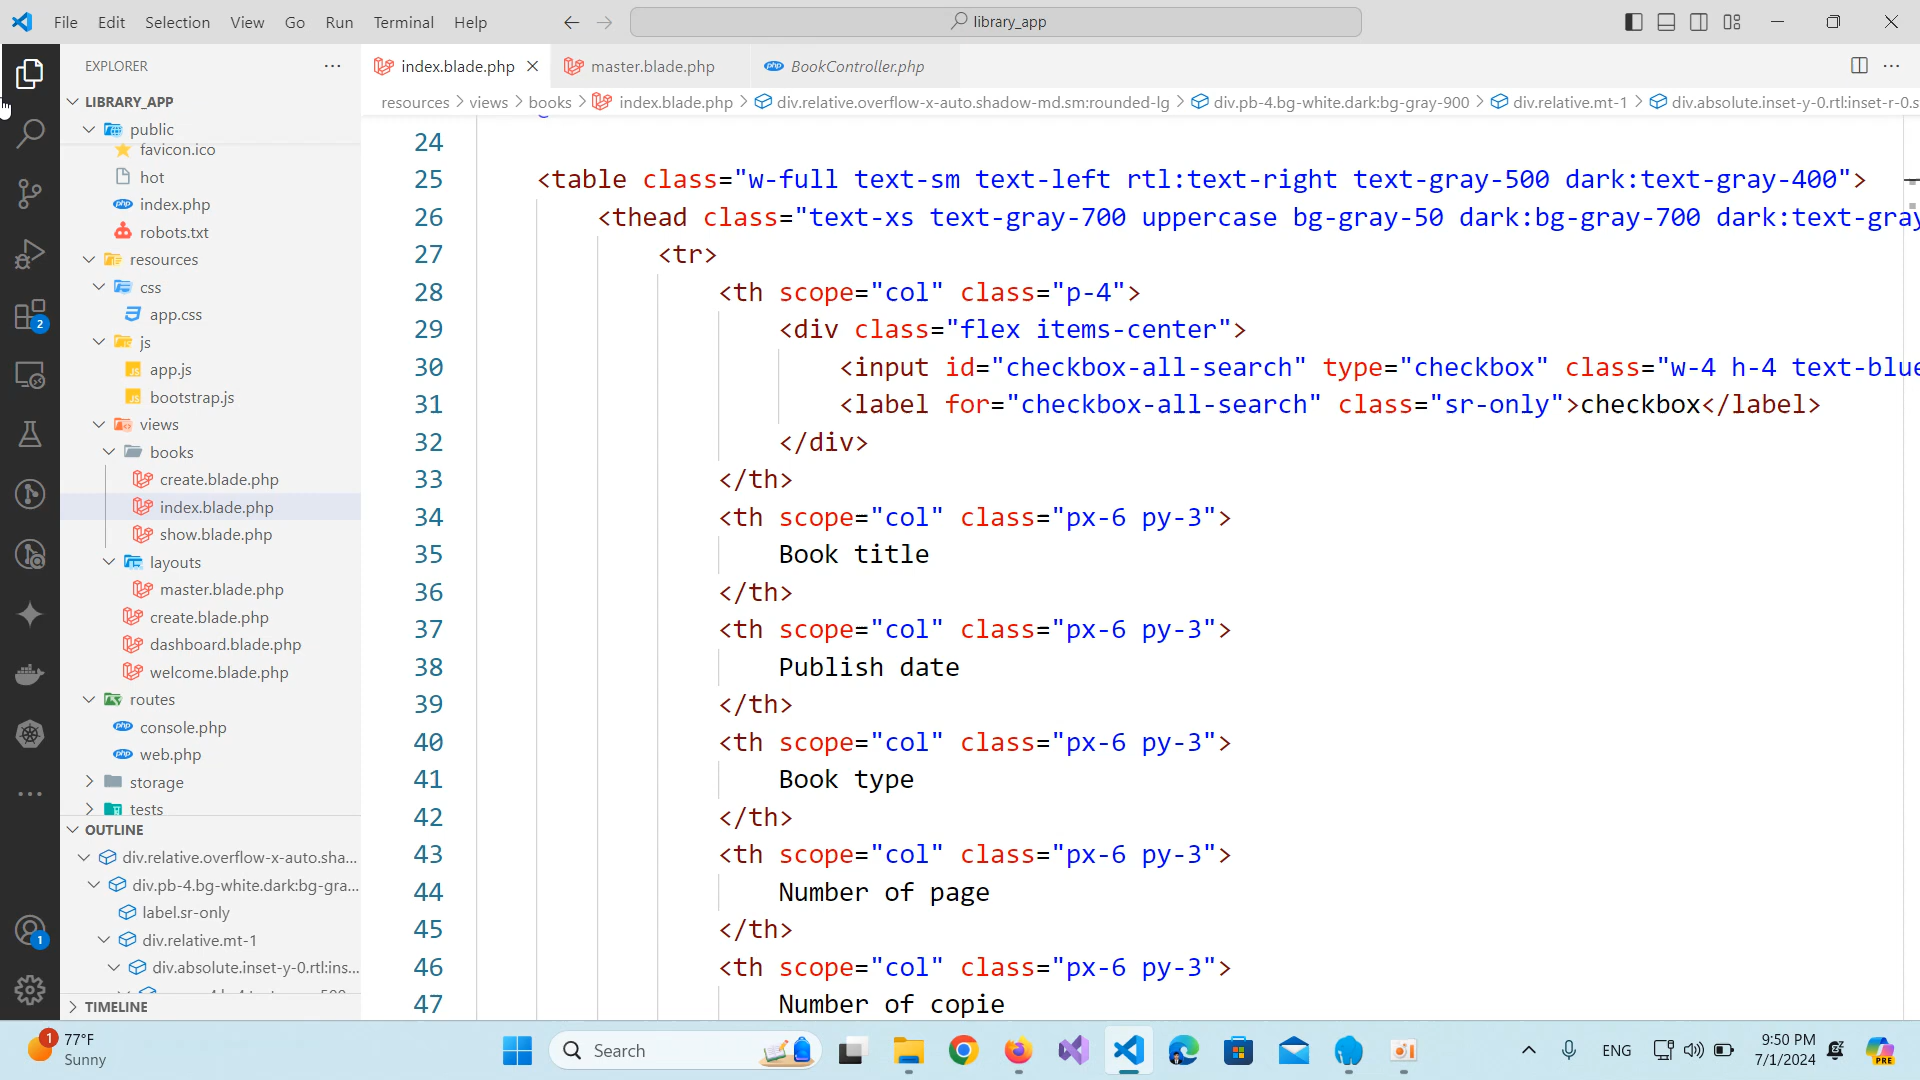 File Edit Selection View Go Run Terminal Help
library_app
EXPLORER
LIBRARY_APP
public
favicon.ico
hot
index.php
robots.txt
resources
css
app.css
js
app.js
bootstrap.js
views
books
create.blade.php
index.blade.php
show.blade.php
layouts
master.blade.php
create.blade.php
dashboard.blade.php
welcome.blade.php
routes
console.php
web.php
storage
tests
OUTLINE
div.relative.overflow-x-auto.sha...
div.pb-4.bg-white.dark:bg-gra...
label.sr-only
div.relative.mt-1
div.absolute.inset-y-0.rtl:ins...
TIMELINE
2
1
index.blade.php master.blade.php BookController.php
resources > views > books > index.blade.php > div.relative.overflow-x-auto.shadow-md.sm:rounded-lg > div.pb-4.bg-white.dark:bg-gray-900 > div.relative.mt-1 > div.absolute.inset-y-0.rtl:inset-r-0.s
24
25 <table class="w-full text-sm text-left rtl:text-right text-gray-500 dark:text-gray-400">
26 <thead class="text-xs text-gray-700 uppercase bg-gray-50 dark:bg-gray-700 dark:text-gray
27 <tr>
28 <th scope="col" class="p-4">
29 <div class="flex items-center">
30 <input id="checkbox-all-search" type="checkbox" class="w-4 h-4 text-blue
31 <label for="checkbox-all-search" class="sr-only">checkbox</label>
32 </div>
33 </th>
34 <th scope="col" class="px-6 py-3">
35 Book title
36 </th>
37 <th scope="col" class="px-6 py-3">
38 Publish date
39 </th>
40 <th scope="col" class="px-6 py-3">
41 Book type
42 </th>
43 <th scope="col" class="px-6 py-3">
44 Number of page
45 </th>
46 <th scope="col" class="px-6 py-3">
47 Number of copie
1
77°F
Sunny
Search
ENG
9:50 PM
7/1/2024
PRE